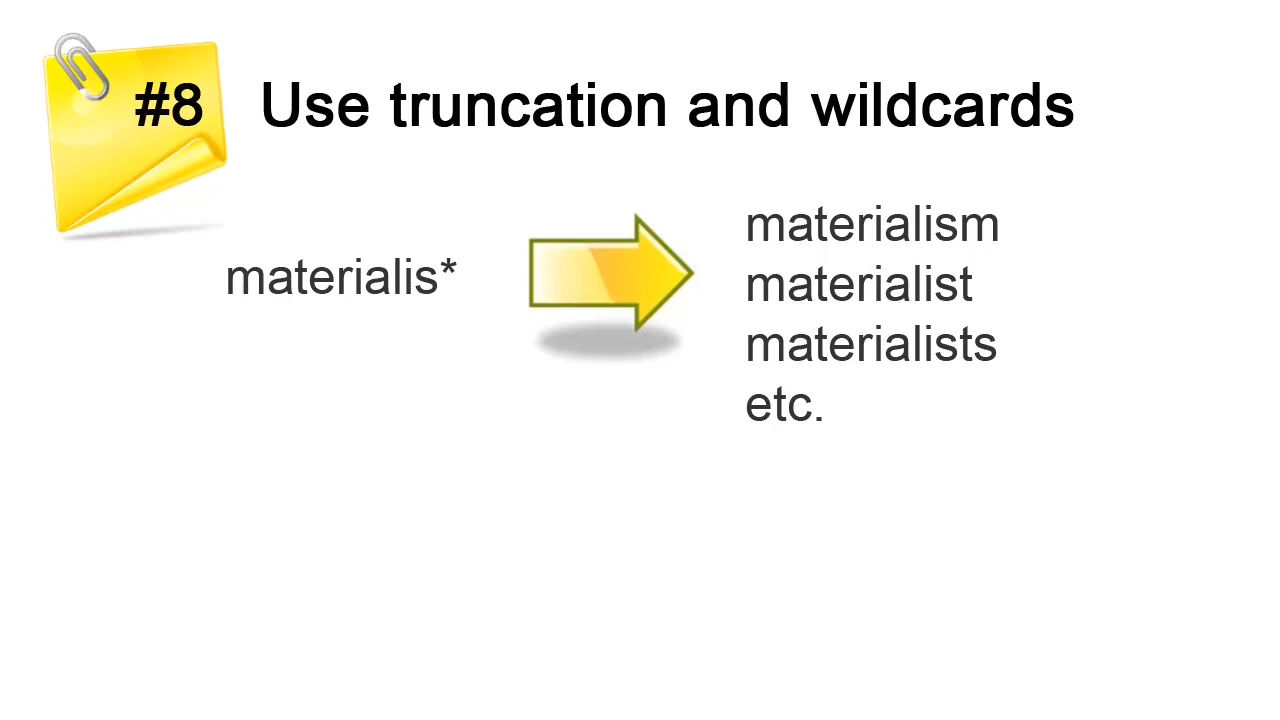 #8 Use truncation and wildcards
materialis*
materialism
materialist
materialists
etc.